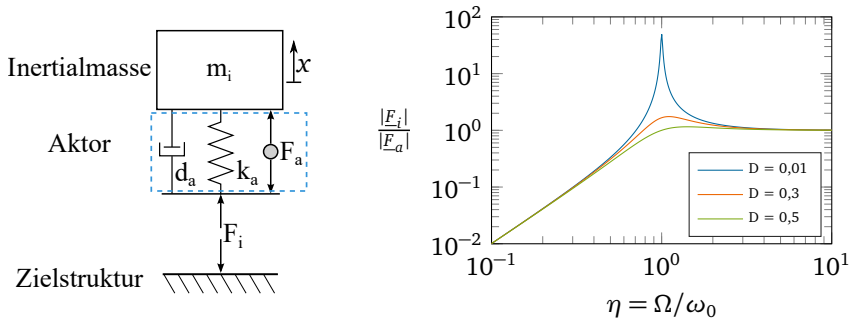 Inertialmasse
m_i
x
Aktor
d_a
k_a
F_a
F_i
Zielstruktur
|F_i|
|F_a|
10^2
10^1
10^0
10^−1
10^−2
D = 0,01
D = 0,3
D = 0,5
10^−1
10^0
10^1
η = Ω/ω_0